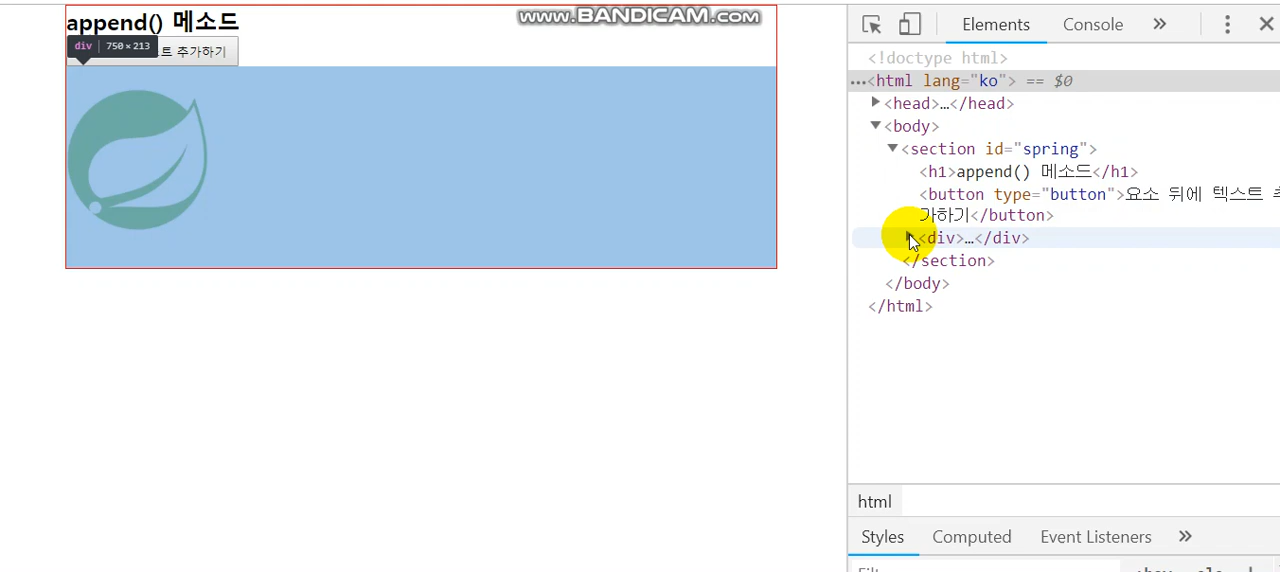 append() 메소드
www.BANDICAM.com
div 750×213
트 추가하기
Elements Console »
<!doctype html>
…<html lang="ko"> == $0
<head>…</head>
<body>
<section id="spring">
<h1>append() 메소드</h1>
<button type="button">요소 뒤에 텍스트 추
가하기</button>
<div>…</div>
</section>
</body>
</html>
html
Styles Computed Event Listeners »